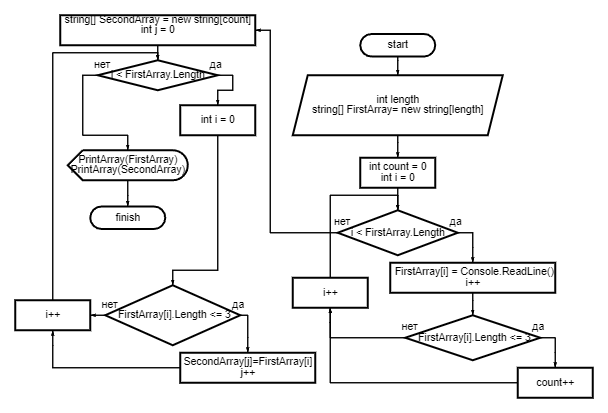 start
int length
string[] FirstArray= new string[length]
int count = 0
int i = 0
i < FirstArray.Length
нет
да
FirstArray[i] = Console.ReadLine()
i++
FirstArray[i].Length <= 3
нет
да
count++
i++
string[] SecondArray = new string[count]
int j = 0
i < FirstArray.Length
нет
да
int i = 0
FirstArray[i].Length <= 3
нет
да
SecondArray[j]=FirstArray[i]
j++
i++
PrintArray(FirstArray)
PrintArray(SecondArray)
finish